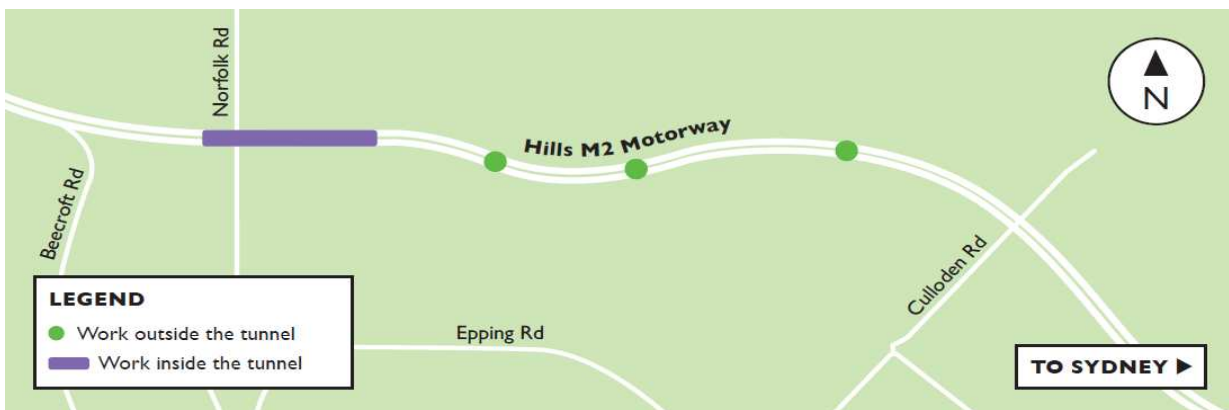 Norfolk Rd
N
Hills M2 Motorway
Beecroft Rd
Culloden Rd
LEGEND
Work outside the tunnel
Work inside the tunnel
Epping Rd
TO SYDNEY ▶